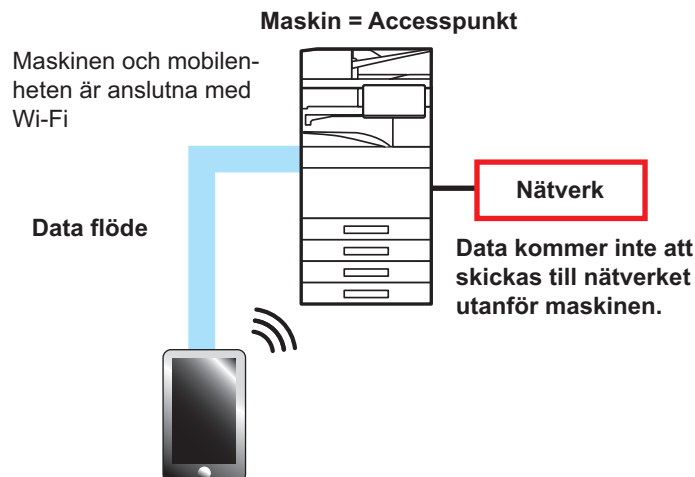 Maskin = Accesspunkt
Maskinen och mobilen-
heten är anslutna med
Wi-Fi
Data flöde
Nätverk
Data kommer inte att
skickas till nätverket
utanför maskinen.